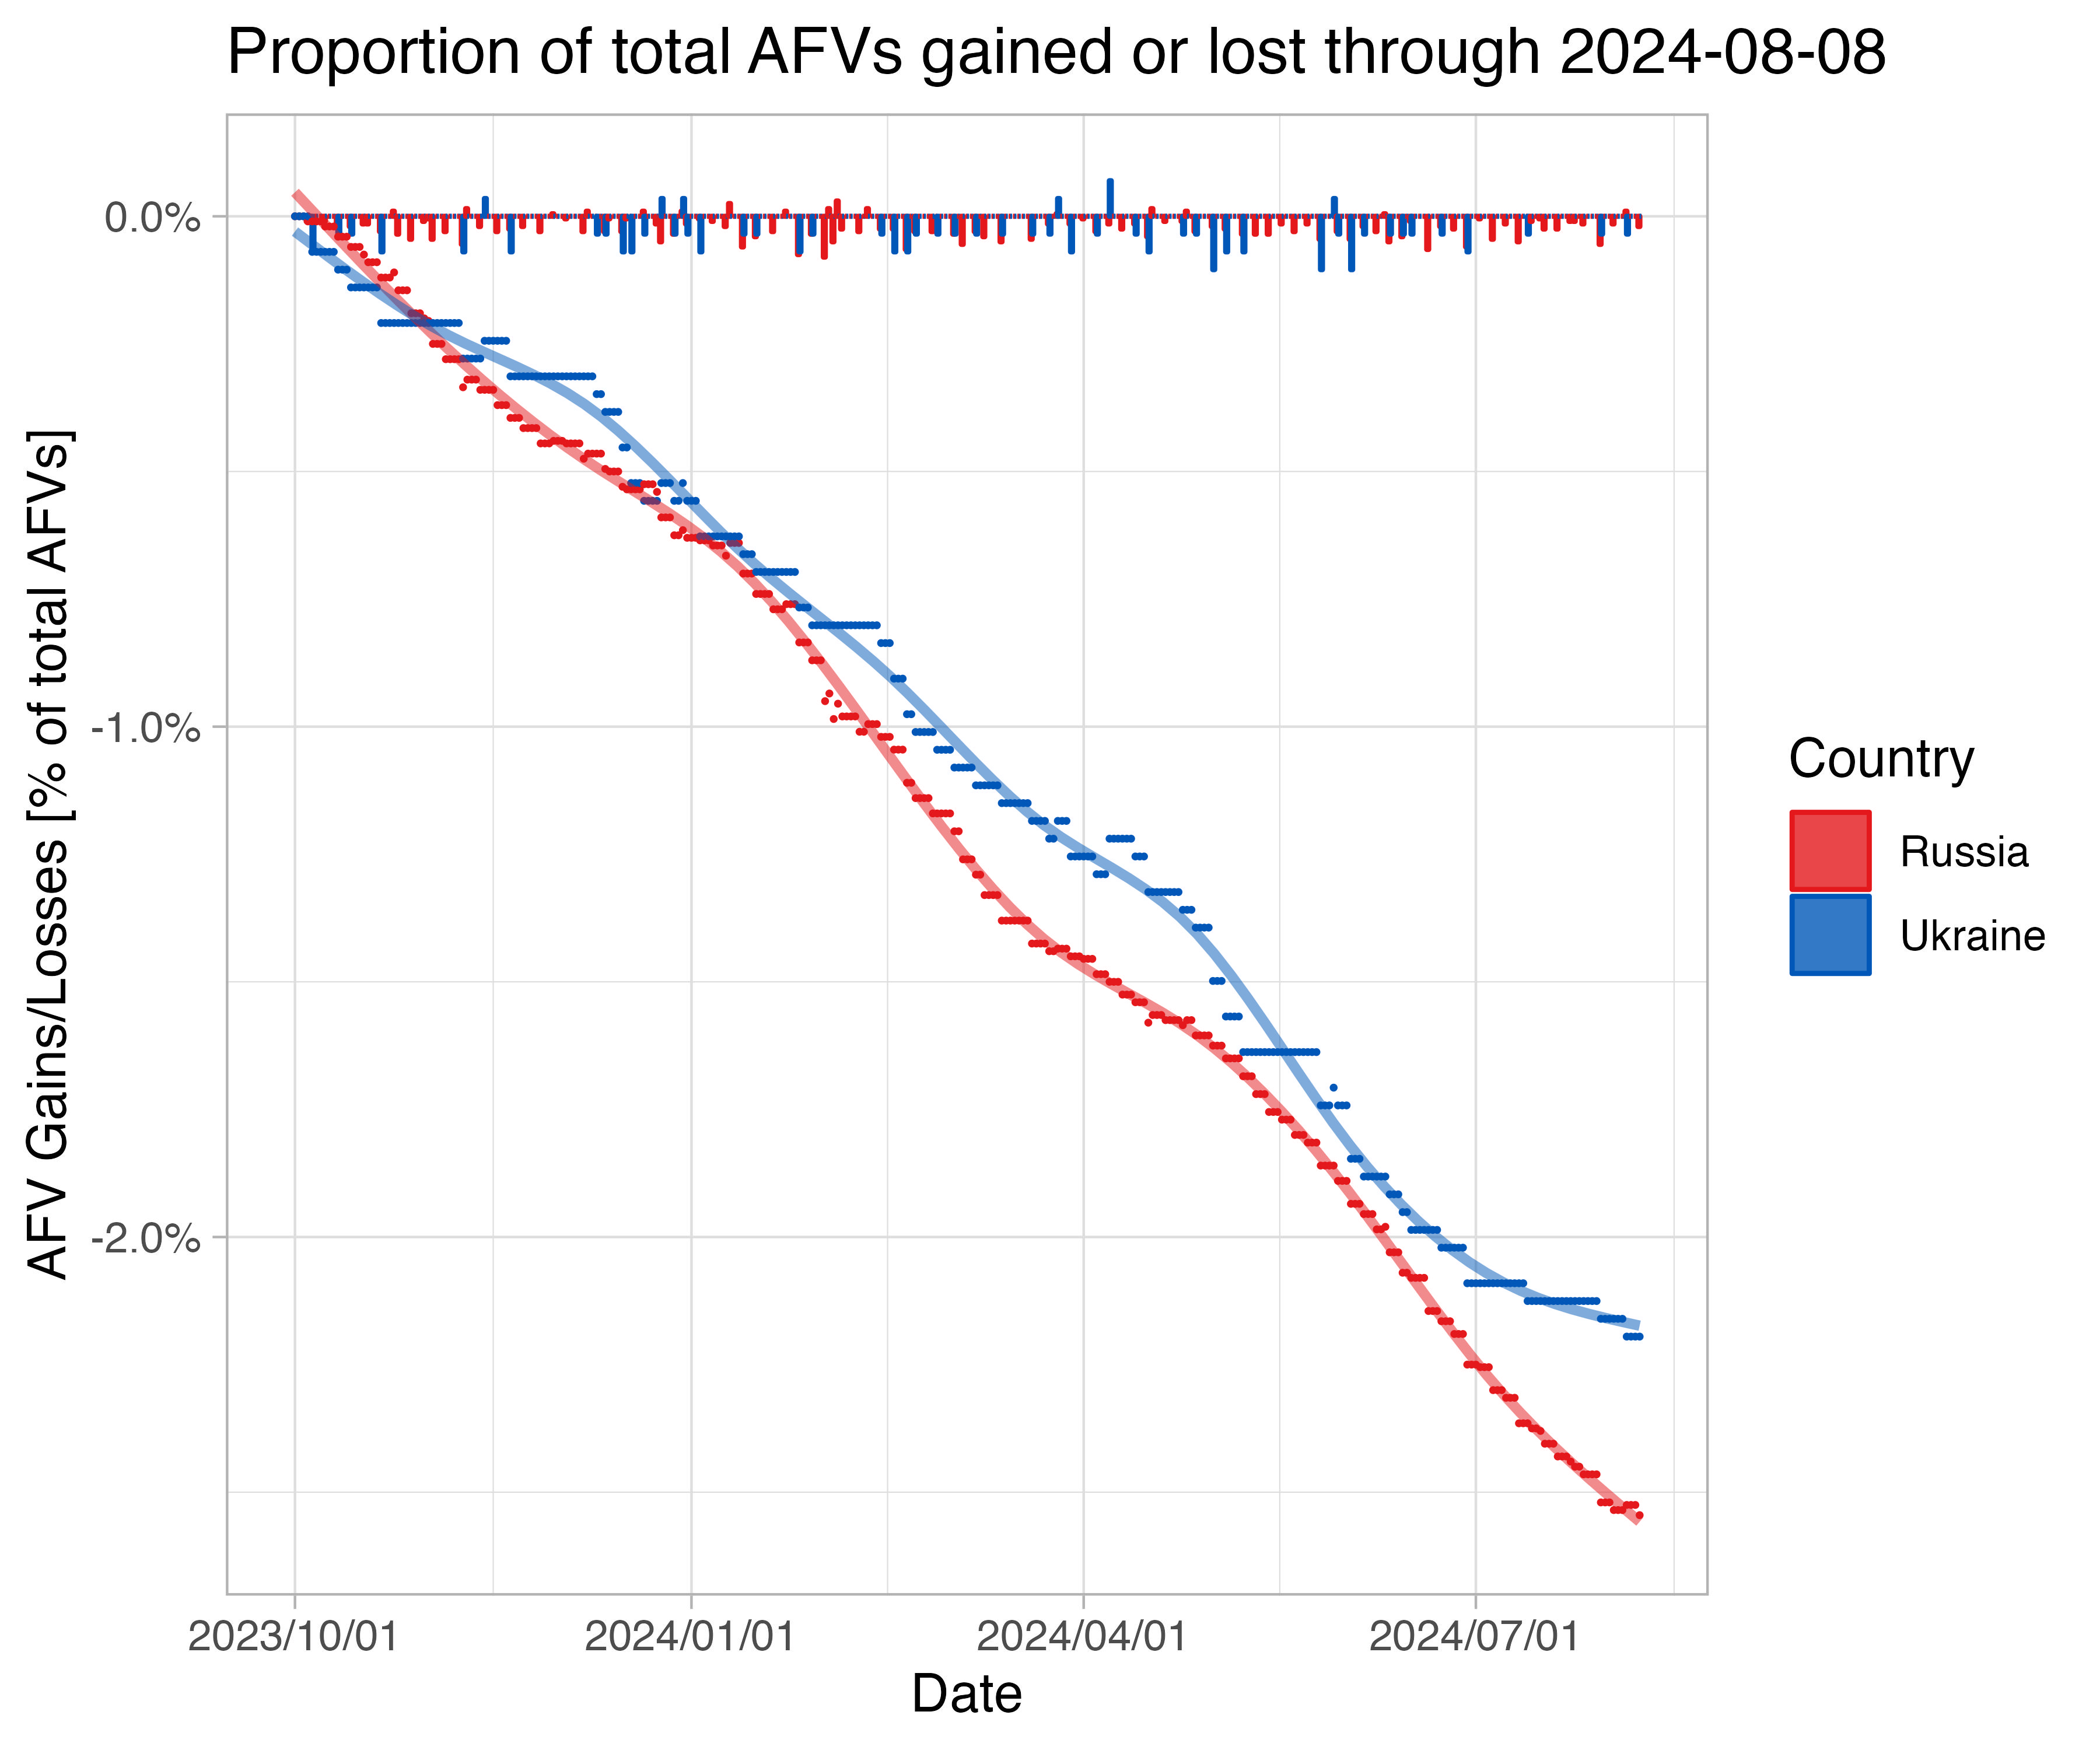 Proportion of total AFVs gained or lost through 2024-08-08
AFV Gains/Losses [% of total AFVs]
0.0%
-1.0%
-2.0%
2023/10/01
2024/01/01
2024/04/01
2024/07/01
Date
Country
Russia
Ukraine